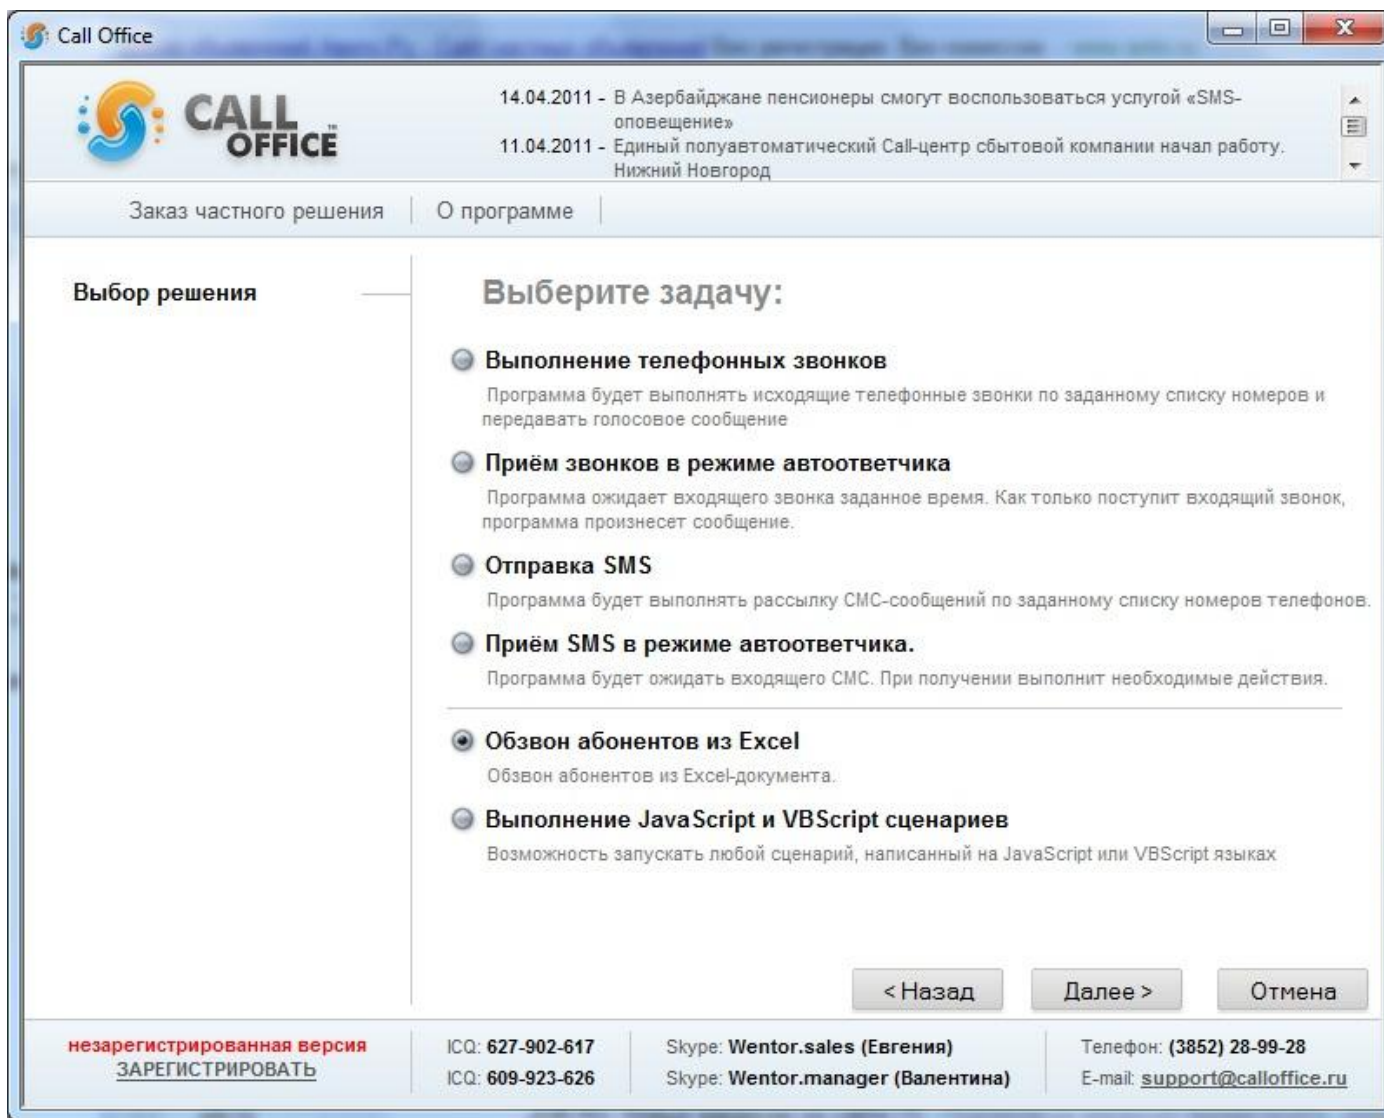 Call Office
CALL
OFFICE™
14.04.2011 - В Азербайджане пенсионеры смогут воспользоваться услугой «SMS-
оповещение»
11.04.2011 - Единый полуавтоматический Call-центр сбытовой компании начал работу.
Нижний Новгород
Заказ частного решения
О программе
Выбор решения
Выберите задачу:
Выполнение телефонных звонков
Программа будет выполнять исходящие телефонные звонки по заданному списку номеров и
передавать голосовое сообщение
Приём звонков в режиме автоответчика
Программа ожидает входящего звонка заданное время. Как только поступит входящий звонок,
программа произнесет сообщение.
Отправка SMS
Программа будет выполнять рассылку СМС-сообщений по заданному списку номеров телефонов.
Приём SMS в режиме автоответчика.
Программа будет ожидать входящего СМС. При получении выполнит необходимые действия.
Обзвон абонентов из Excel
Обзвон абонентов из Excel-документа.
Выполнение JavaScript и VBScript сценариев
Возможность запускать любой сценарий, написанный на JavaScript или VBScript языках
< Назад
Далее >
Отмена
незарегистрированная версия
ЗАРЕГИСТРИРОВАТЬ
ICQ: 627-902-617
ICQ: 609-923-626
Skype: Wentor.sales (Евгения)
Skype: Wentor.manager (Валентина)
Телефон: (3852) 28-99-28
E-mail: support@calloffice.ru